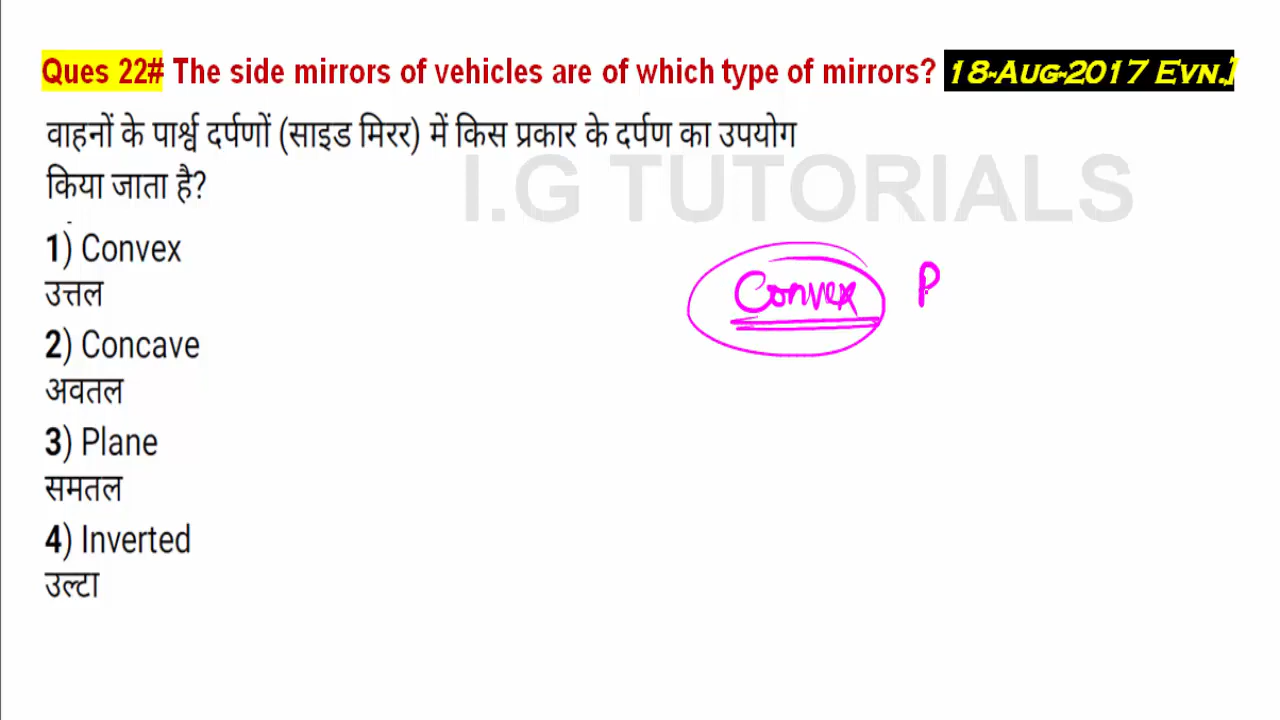 Ques 22# The side mirrors of vehicles are of which type of mirrors? 18-Aug-2017 Evn.]
वाहनों के पार्श्व दर्पणों (साइड मिरर) में किस प्रकार के दर्पण का उपयोग
किया जाता है?
I.G TUTORIALS
1) Convex
उत्तल
Convex P
2) Concave
अवतल
3) Plane
समतल
4) Inverted
उल्टा